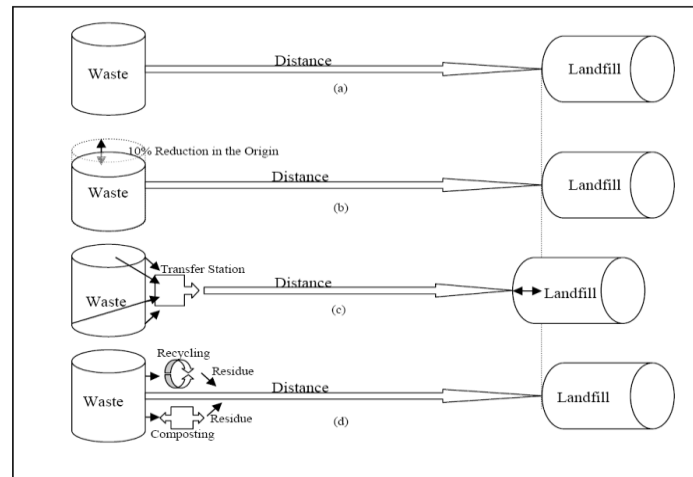 Distance
Waste
Landfill
(a)
10% Reduction in the Origin
Distance
Waste
Landfill
(b)
Transfer Station
Distance
Waste
Landfill
(c)
Recycling
Residue
Distance
Waste
Landfill
Residue
Composting
(d)